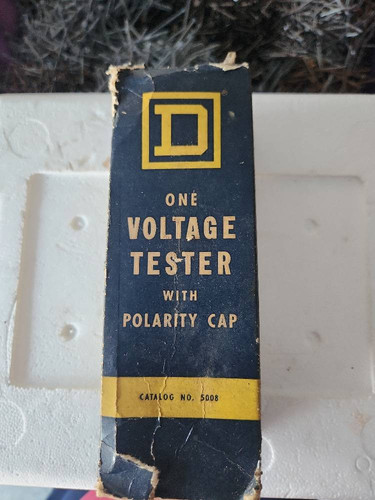 D
ONE
VOLTAGE
TESTER
WITH
POLARITY CAP
CATALOG NO. 5008